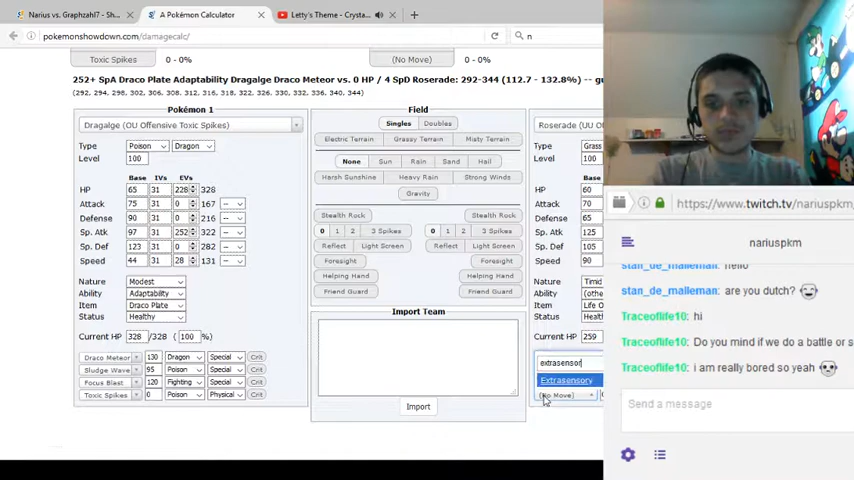 Narius vs. Graphzahl7 - Sh... × A Pokémon Calculator × Letty's Theme - Crysta... × +
pokemonshowdown.com/damagecalc/ n
Toxic Spikes 0 - 0% (No Move) 0 - 0%
252+ SpA Draco Plate Adaptability Dragalge Draco Meteor vs. 0 HP / 4 SpD Roserade: 292-344 (112.7 - 132.8%) -- gu
(292, 294, 298, 302, 306, 308, 312, 316, 318, 322, 326, 330, 332, 336, 340, 344)
Pokémon 1
Dragalge (OU Offensive Toxic Spikes)
Type Poison Dragon
Level 100
Base IVs EVs
HP 65 31 228 328
Attack 75 31 0 167 --
Defense 90 31 0 216 --
Sp. Atk 97 31 252 322 --
Sp. Def 123 31 0 282 --
Speed 44 31 28 131 --
Nature Modest
Ability Adaptability
Item Draco Plate
Status Healthy
Current HP 328 /328 ( 100 %)
Draco Meteor 130 Dragon Special Crit
Sludge Wave 95 Poison Special Crit
Focus Blast 120 Fighting Special Crit
Toxic Spikes 0 Poison Physical Crit
Field
Singles Doubles
Electric Terrain Grassy Terrain Misty Terrain
None Sun Rain Sand Hail
Harsh Sunshine Heavy Rain Strong Winds
Gravity
Stealth Rock Stealth Rock
0 1 2 3 Spikes 0 1 2 3 Spikes
Reflect Light Screen Reflect Light Screen
Foresight Foresight
Helping Hand Helping Hand
Friend Guard Friend Guard
Import Team
Import
Roserade (UU O
Type Grass
Level 100
Base
HP 60
Attack 70
Defense 65
Sp. Atk 125
Sp. Def 105
Speed 90
Nature Timid
Ability (othe
Item Life O
Status Healt
Current HP 259
extrasensor
Extrasensory
(No Move)
https://www.twitch.tv/nariuspkm/
nariuspkm
stan_de_malleman: hello
stan_de_malleman: are you dutch?
Traceoflife10: hi
Traceoflife10: Do you mind if we do a battle or s
Traceoflife10: i am really bored so yeah
Send a message